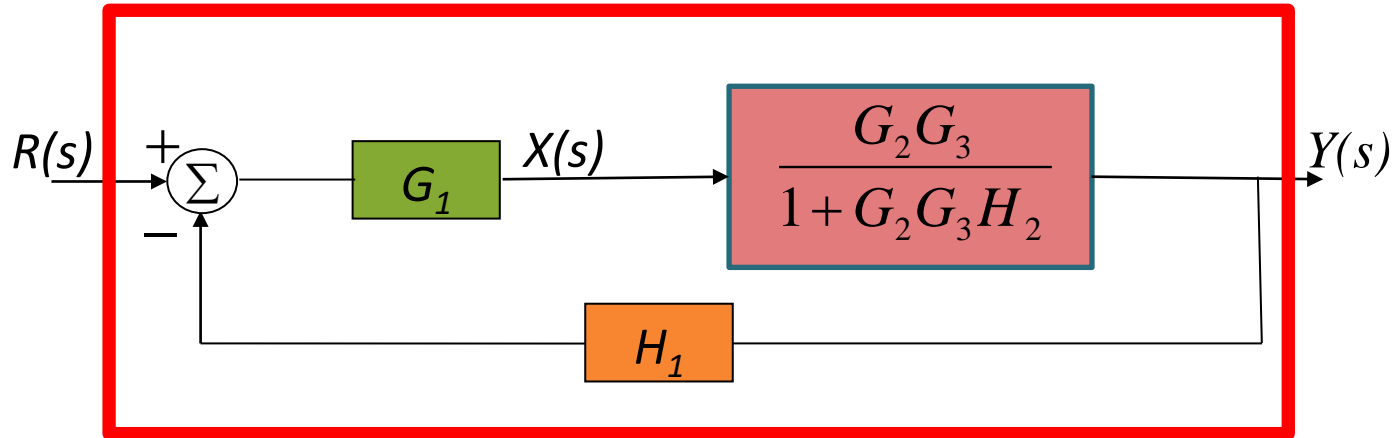 R(s)
+
Σ
−
G₁
X(s)
G₂G₃
1 + G₂G₃H₂
Y(s)
H₁